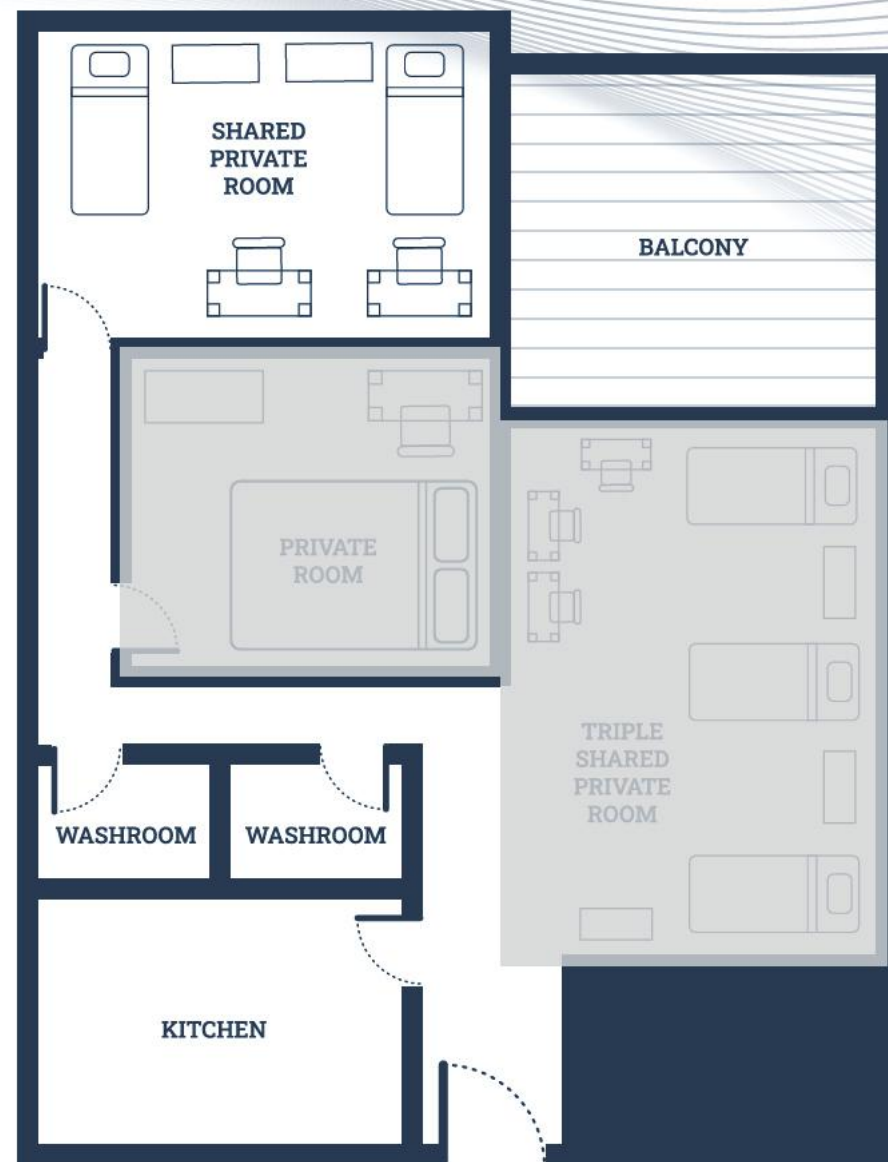 SHARED
PRIVATE
ROOM
BALCONY
PRIVATE
ROOM
TRIPLE
SHARED
PRIVATE
ROOM
WASHROOM
WASHROOM
KITCHEN